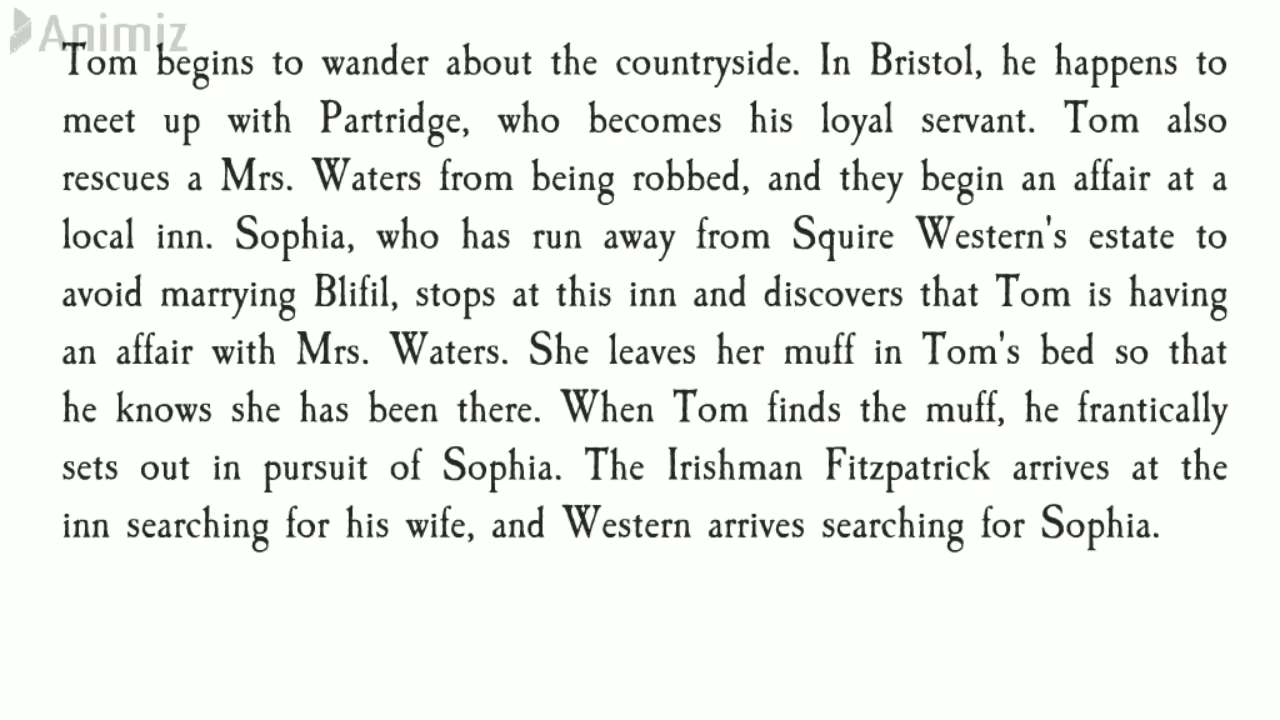 Animiz
Tom begins to wander about the countryside. In Bristol, he happens to
meet up with Partridge, who becomes his loyal servant. Tom also
rescues a Mrs. Waters from being robbed, and they begin an affair at a
local inn. Sophia, who has run away from Squire Western's estate to
avoid marrying Blifil, stops at this inn and discovers that Tom is having
an affair with Mrs. Waters. She leaves her muff in Tom's bed so that
he knows she has been there. When Tom finds the muff, he frantically
sets out in pursuit of Sophia. The Irishman Fitzpatrick arrives at the
inn searching for his wife, and Western arrives searching for Sophia.